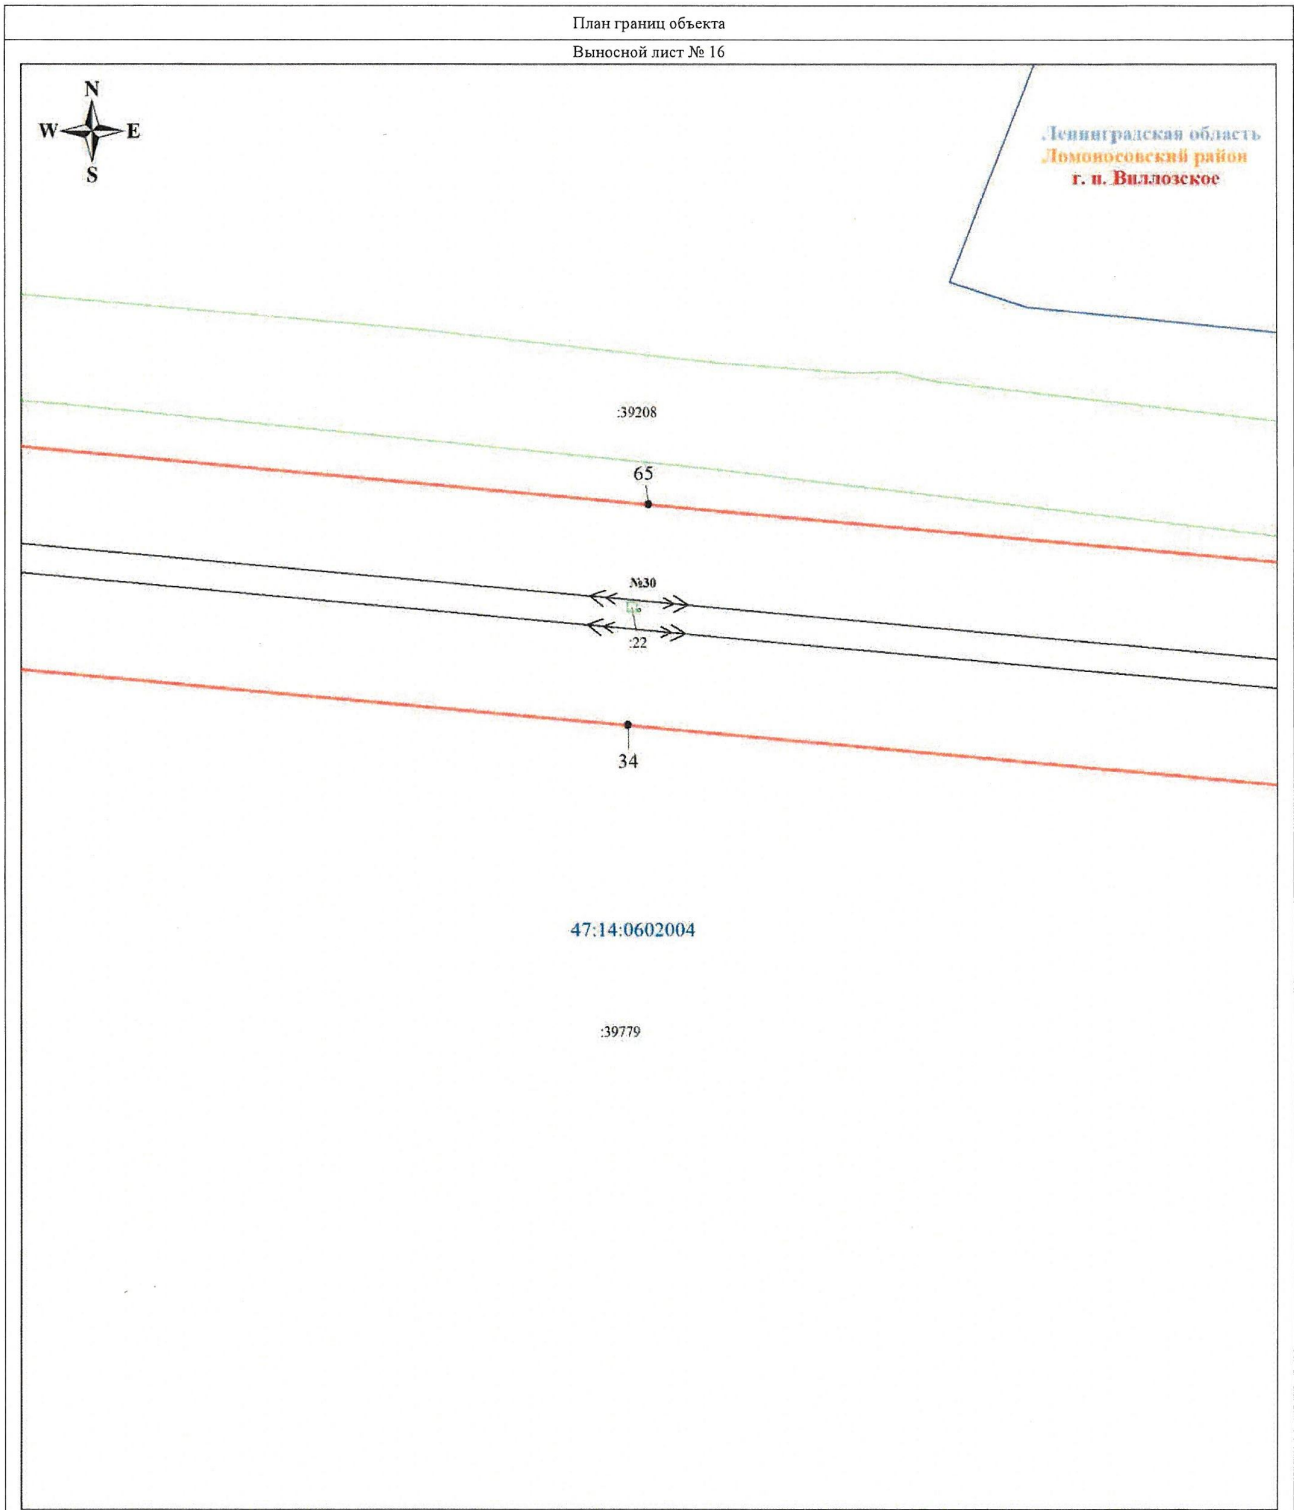 План границ объекта
Выносной лист № 16
N
W E
S
Ленинградская область
Ломоносовский район
г. п. Виллозское
:39208
65
№30
:22
34
47:14:0602004
:39779